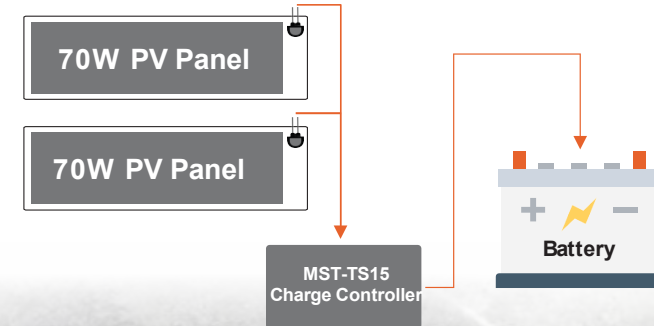 70W PV Panel
70W PV Panel
MST-TS15
Charge Controller
Battery